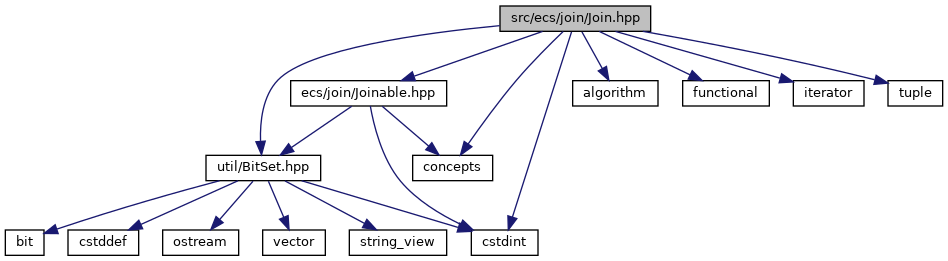 src/ecs/join/Join.hpp
ecs/join/Joinable.hpp
algorithm
functional
iterator
tuple
util/BitSet.hpp
concepts
bit
cstddef
ostream
vector
string_view
cstdint